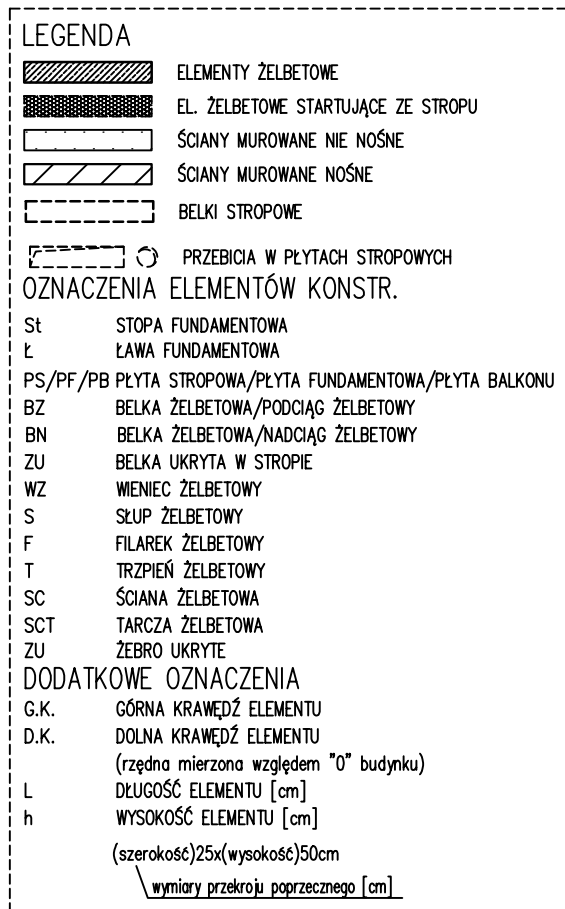 LEGENDA
ELEMENTY ŻELBETOWE
EL. ŻELBETOWE STARTUJĄCE ZE STROPU
ŚCIANY MUROWANE NIE NOŚNE
ŚCIANY MUROWANE NOŚNE
BELKI STROPOWE
PRZEBICIA W PŁYTACH STROPOWYCH
OZNACZENIA ELEMENTÓW KONSTR.
St STOPA FUNDAMENTOWA
Ł ŁAWA FUNDAMENTOWA
PS/PF/PB PŁYTA STROPOWA/PŁYTA FUNDAMENTOWA/PŁYTA BALKONU
BZ BELKA ŻELBETOWA/PODCIĄG ŻELBETOWY
BN BELKA ŻELBETOWA/NADCIĄG ŻELBETOWY
ZU BELKA UKRYTA W STROPIE
WZ WIENIEC ŻELBETOWY
S SŁUP ŻELBETOWY
F FILAREK ŻELBETOWY
T TRZPIEŃ ŻELBETOWY
SC ŚCIANA ŻELBETOWA
SCT TARCZA ŻELBETOWA
ZU ŻEBRO UKRYTE
DODATKOWE OZNACZENIA
G.K. GÓRNA KRAWĘDŹ ELEMENTU
D.K. DOLNA KRAWĘDŹ ELEMENTU
(rzędna mierzona względem "0" budynku)
L DŁUGOŚĆ ELEMENTU [cm]
h WYSOKOŚĆ ELEMENTU [cm]
(szerokość)25x(wysokość)50cm
wymiary przekroju poprzecznego [cm]